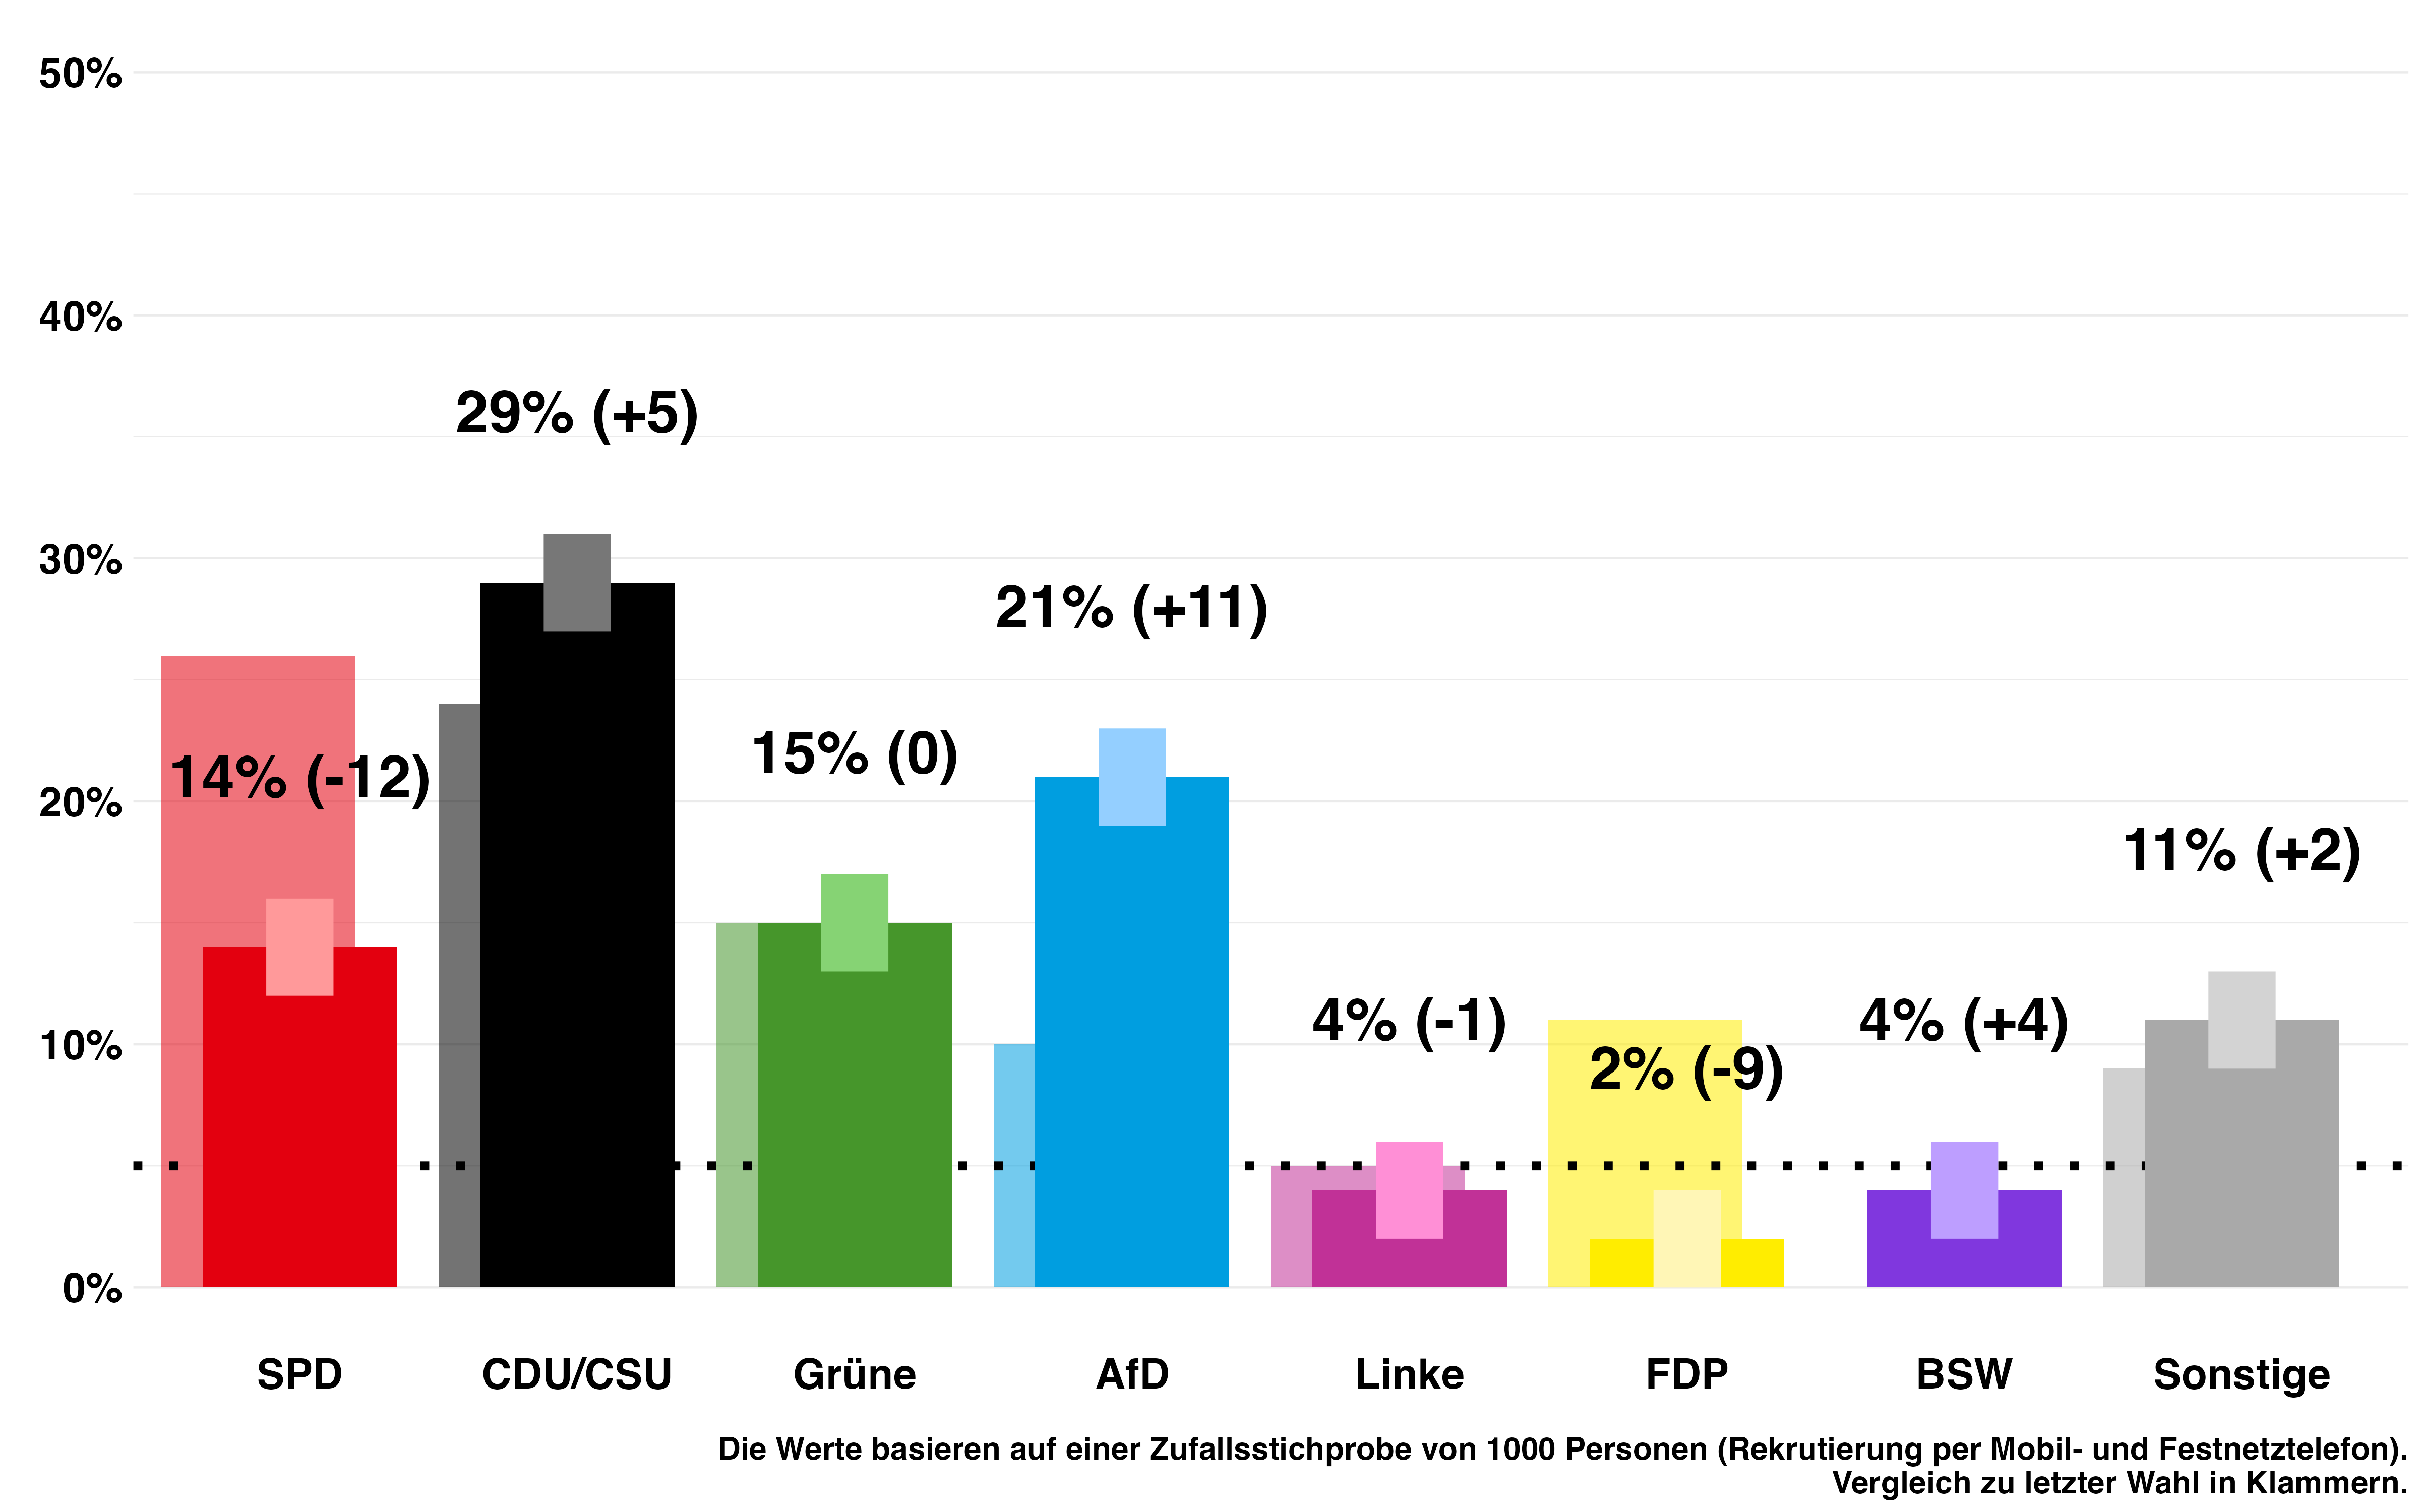 50%
40%
30%
20%
10%
0%
14% (-12)
29% (+5)
15% (0)
21% (+11)
4% (-1)
2% (-9)
4% (+4)
11% (+2)
SPD
CDU/CSU
Grüne
AfD
Linke
FDP
BSW
Sonstige
Die Werte basieren auf einer Zufallsstichprobe von 1000 Personen (Rekrutierung per Mobil- und Festnetztelefon).
Vergleich zu letzter Wahl in Klammern.